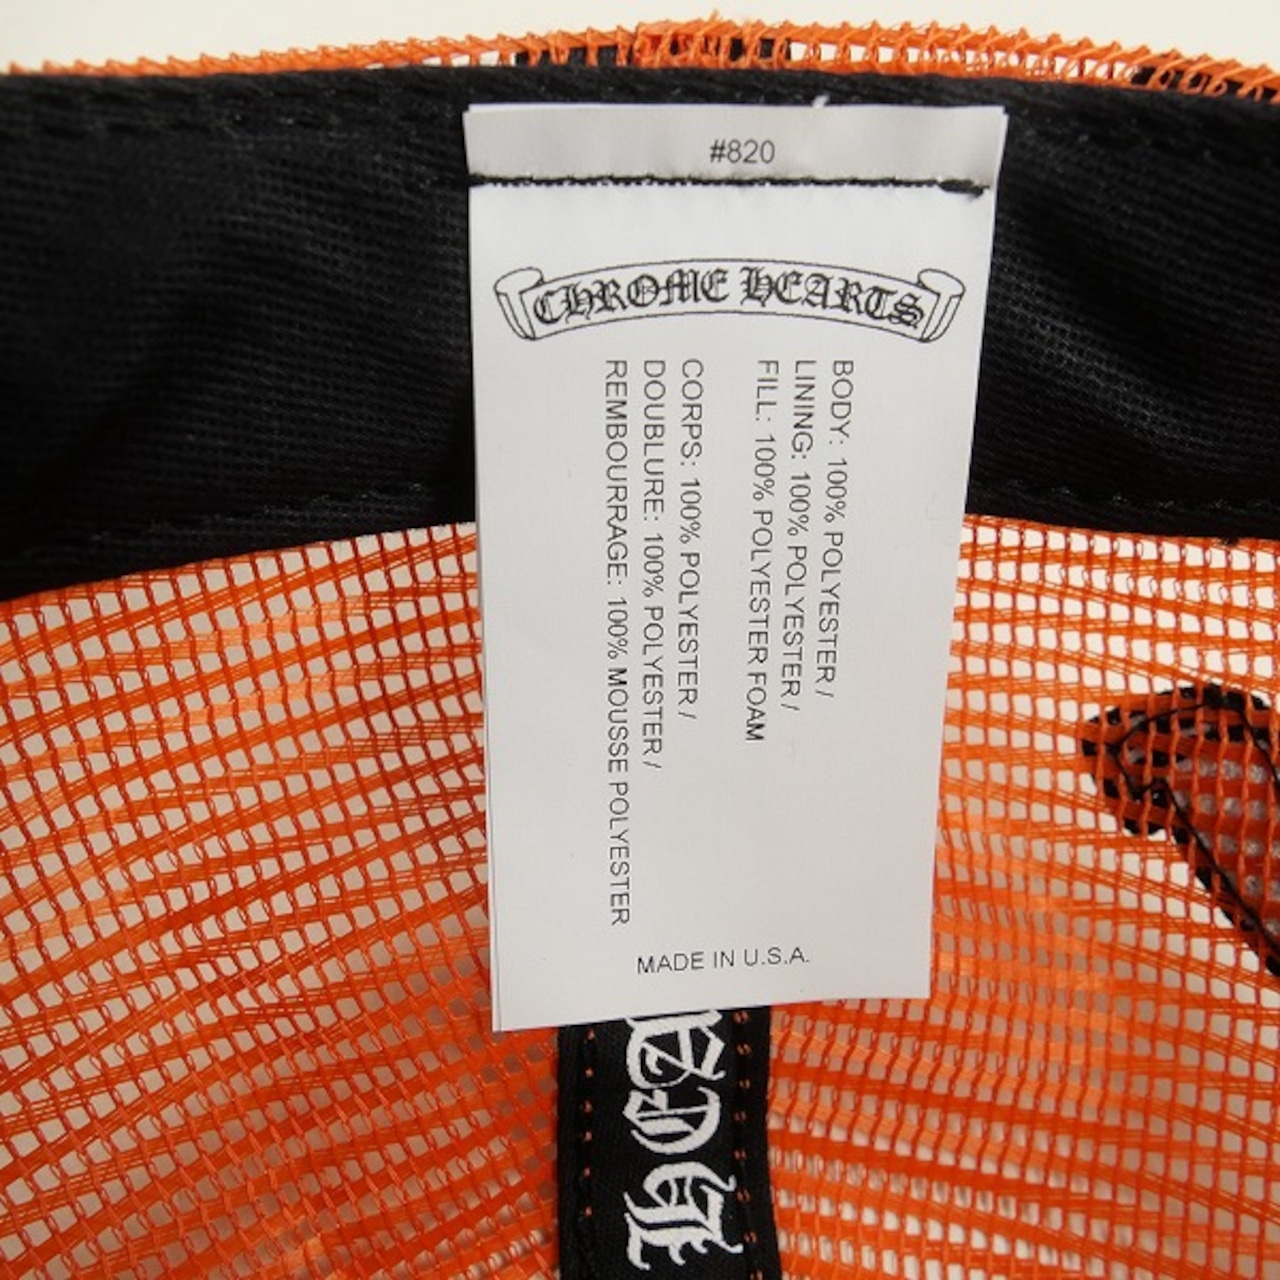 #820
CHROME HEARTS
BODY: 100% POLYESTER /
LINING: 100% POLYESTER /
FILL: 100% POLYESTER FOAM
CORPS: 100% POLYESTER /
DOUBLURE: 100% POLYESTER /
REMBOURRAGE: 100% MOUSSE POLYESTER
MADE IN U.S.A.